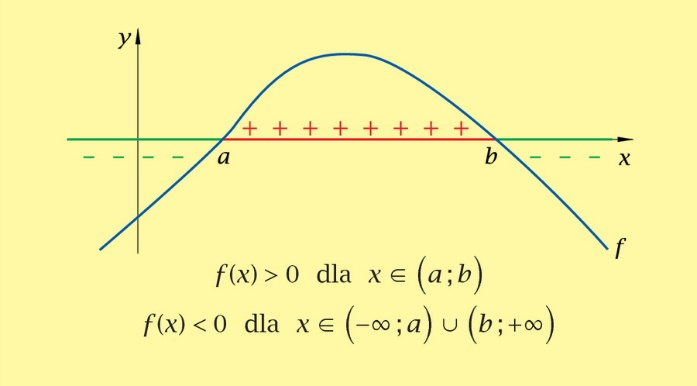 y
+ + + + + + + +
− − − −
a
b
− − −
x
f
f(x) > 0 dla x ∈ (a;b)
f(x) < 0 dla x ∈ (−∞;a) ∪ (b;+∞)